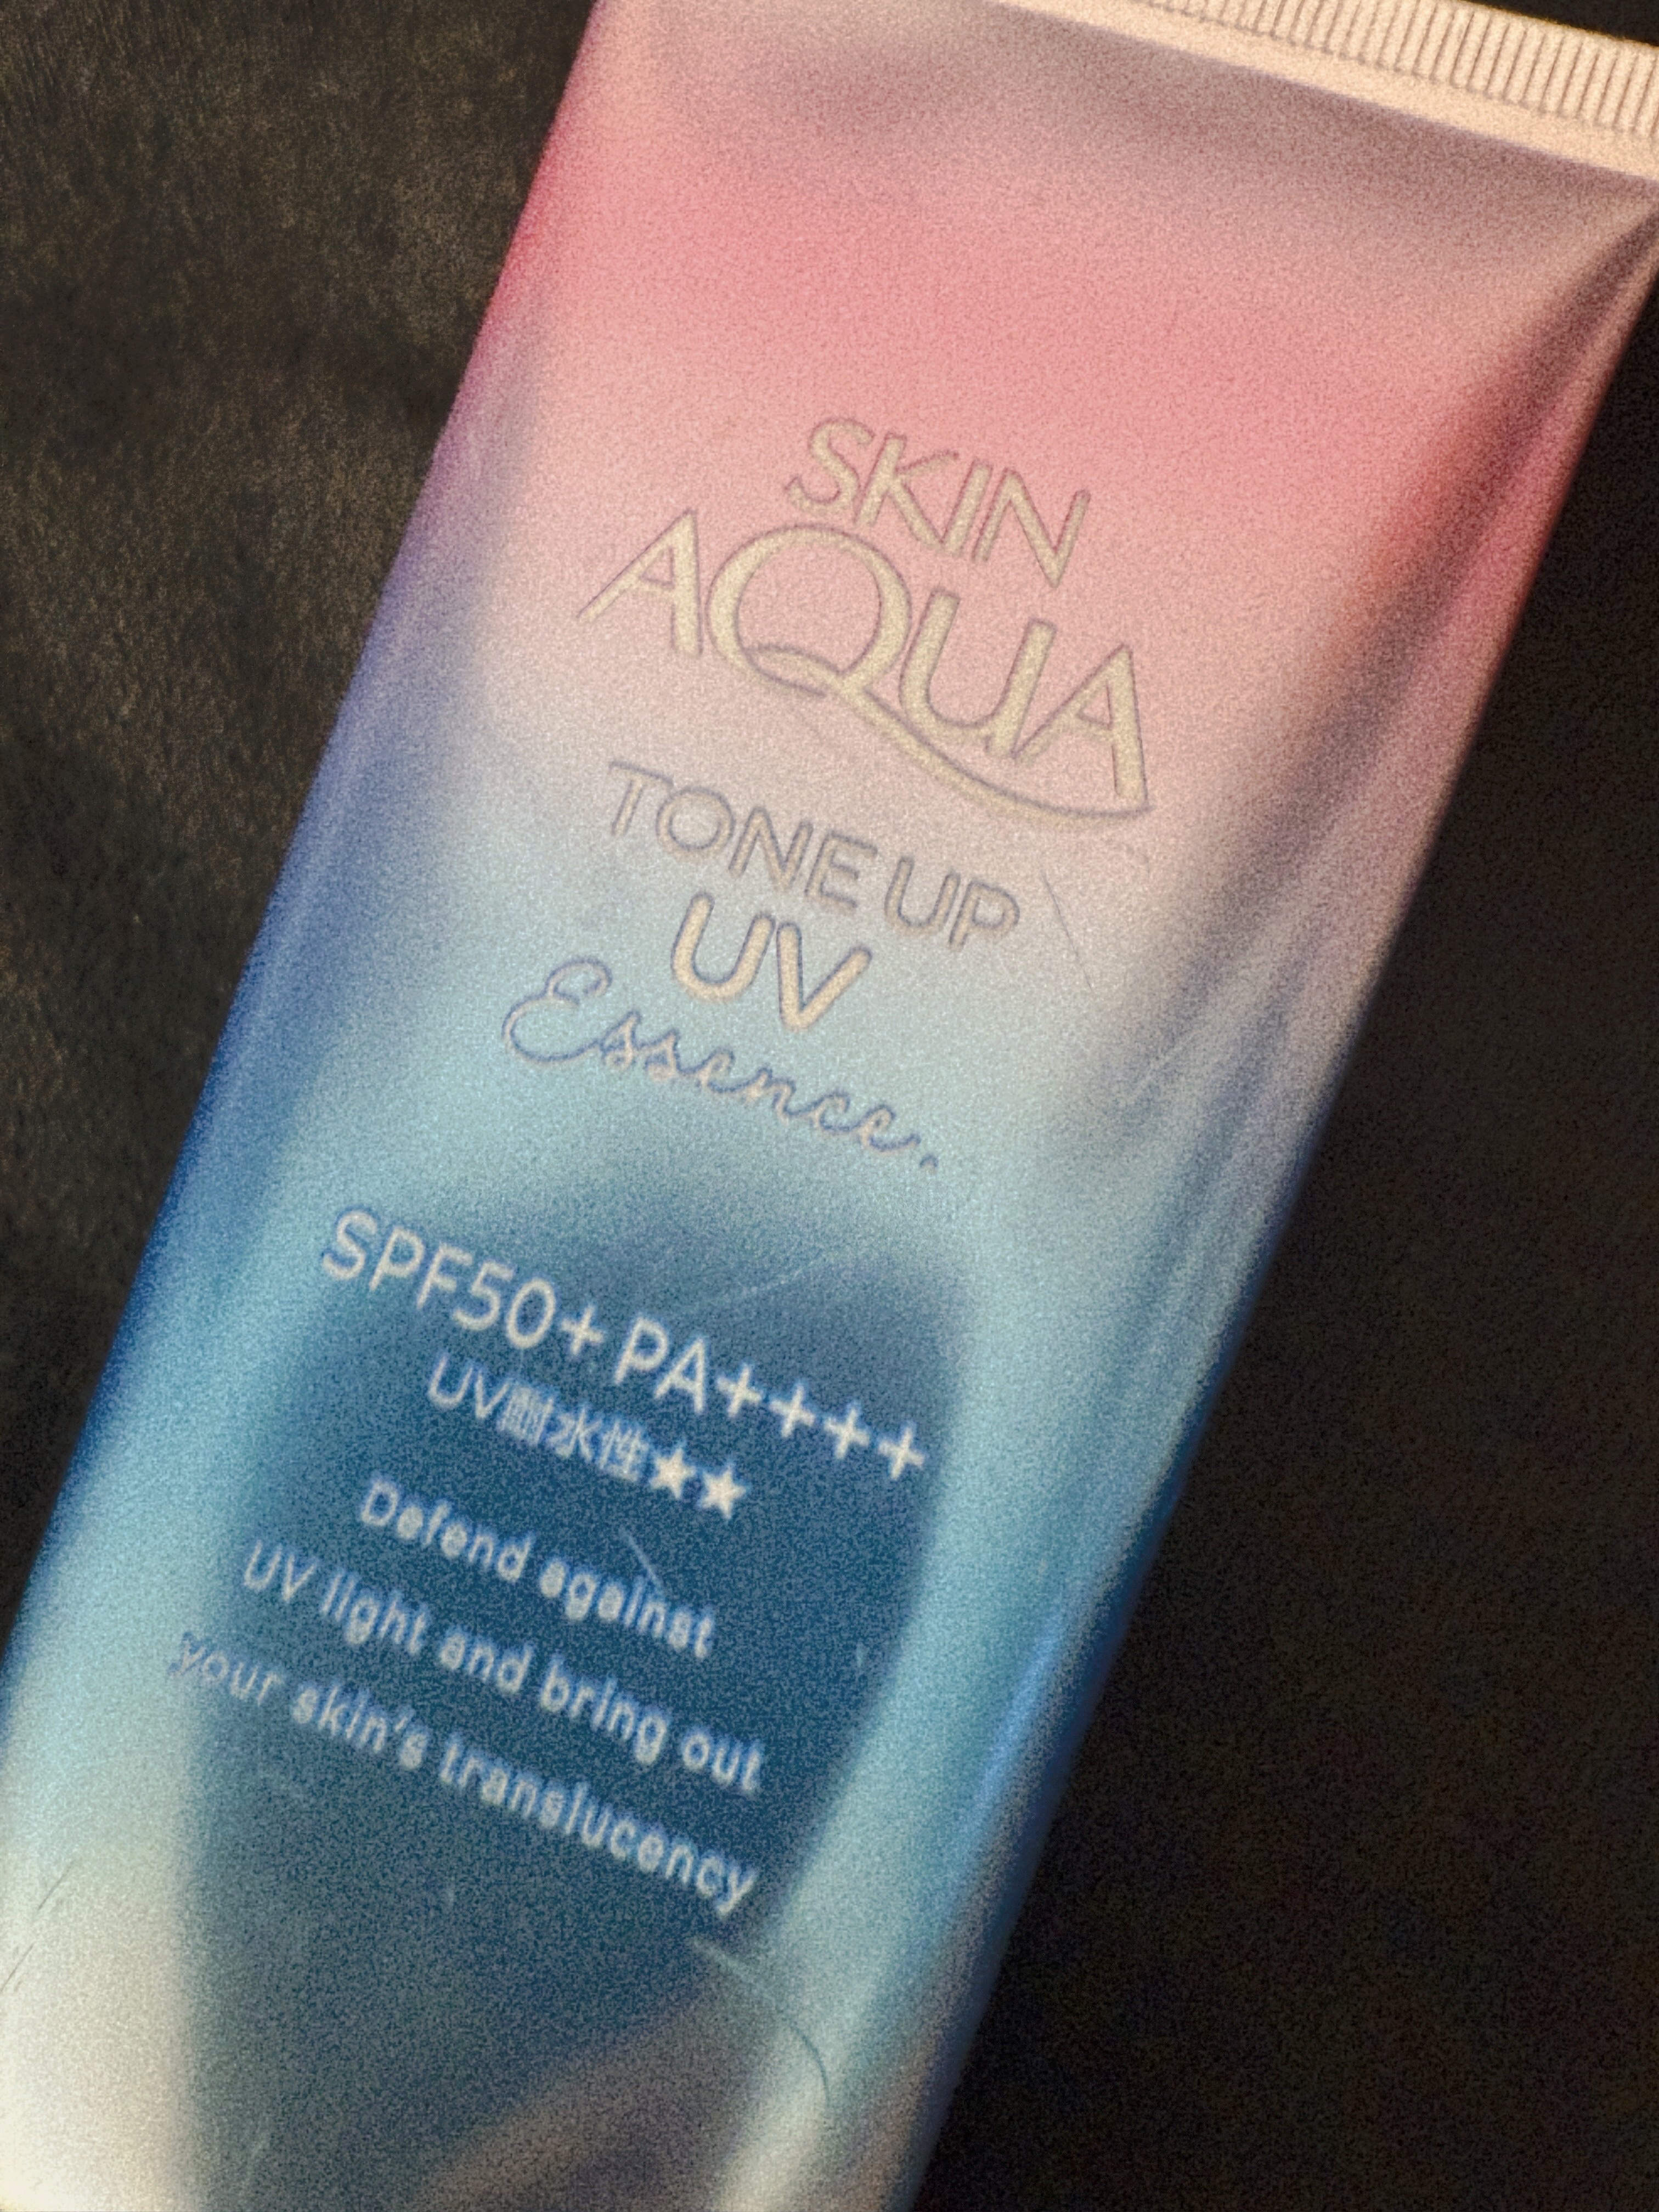 SKIN
AQUA
TONE UP
UV
Essence.
SPF50+ PA++++
UV耐水性★★
Defend against
UV light and bring out
your skin's translucency